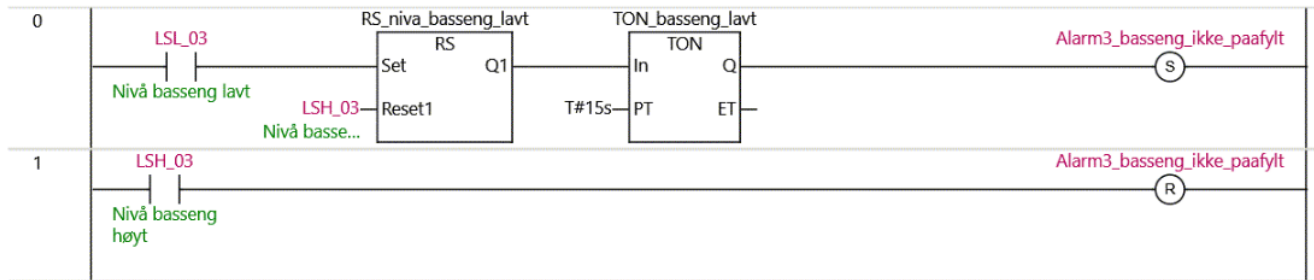 0
RS_niva_basseng_lavt
TON_basseng_lavt
LSL_03
RS
TON
Alarm3_basseng_ikke_paafylt
Set
Q1
In
Q
S
Nivå basseng lavt
LSH_03
Reset1
T#15s
PT
ET
Nivå basse...
1
LSH_03
Alarm3_basseng_ikke_paafylt
R
Nivå basseng
høyt